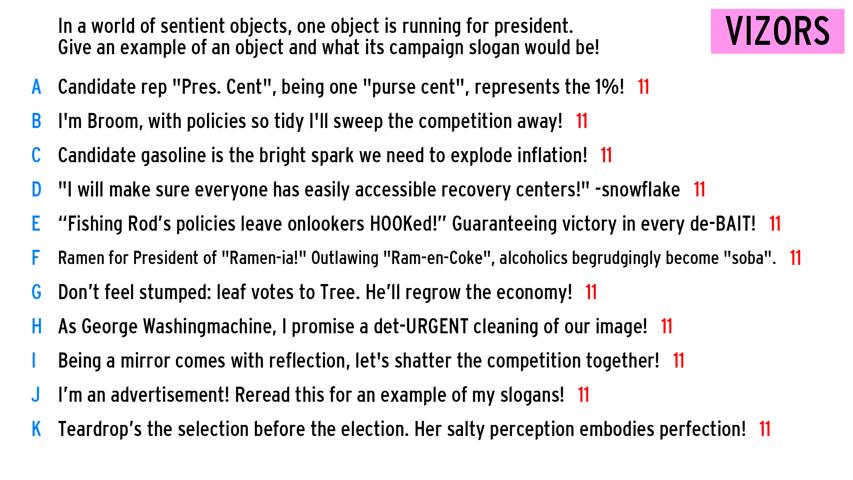 In a world of sentient objects, one object is running for president.
Give an example of an object and what its campaign slogan would be!
VIZORS
A Candidate rep "Pres. Cent", being one "purse cent", represents the 1%! 11
B I'm Broom, with policies so tidy I'll sweep the competition away! 11
C Candidate gasoline is the bright spark we need to explode inflation! 11
D "I will make sure everyone has easily accessible recovery centers!" -snowflake 11
E “Fishing Rod’s policies leave onlookers HOOKed!” Guaranteeing victory in every de-BAIT! 11
F Ramen for President of "Ramen-ia!" Outlawing "Ram-en-Coke", alcoholics begrudgingly become "soba". 11
G Don’t feel stumped: leaf votes to Tree. He’ll regrow the economy! 11
H As George Washingmachine, I promise a det-URGENT cleaning of our image! 11
I Being a mirror comes with reflection, let's shatter the competition together! 11
J I’m an advertisement! Reread this for an example of my slogans! 11
K Teardrop’s the selection before the election. Her salty perception embodies perfection! 11